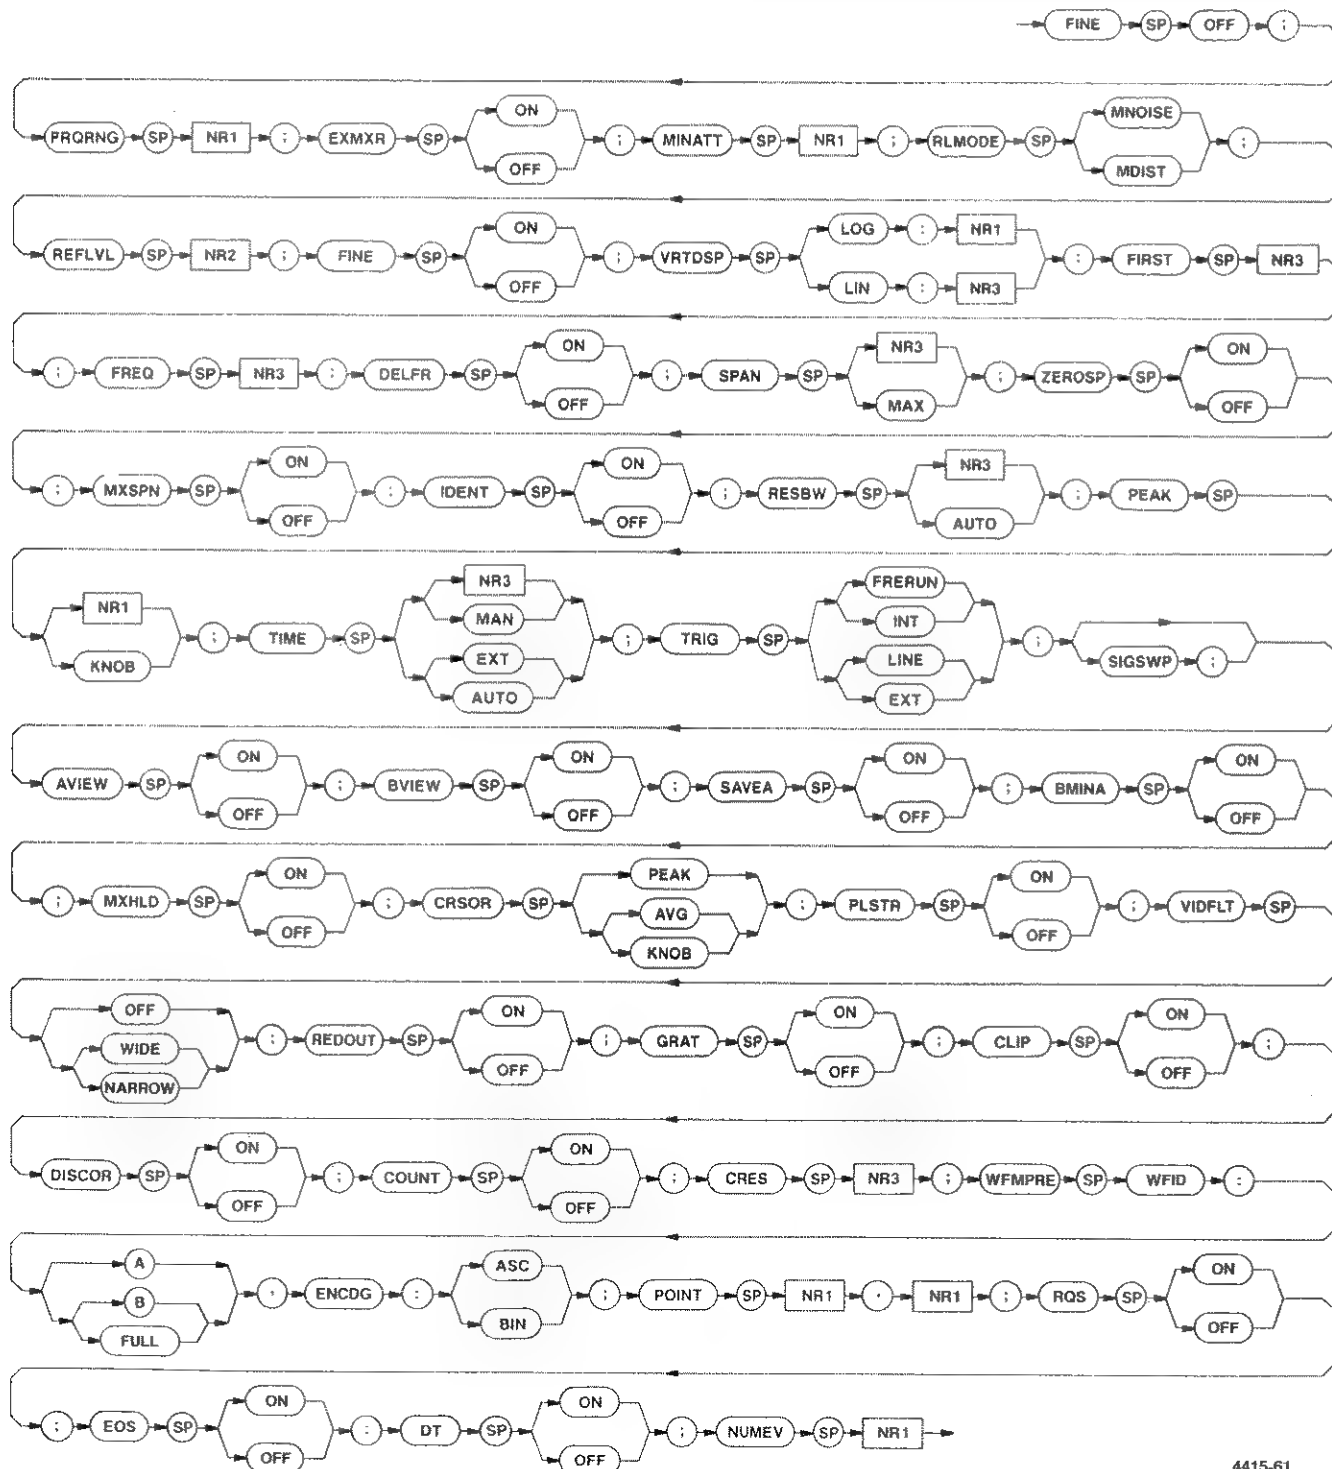 FINE SP OFF ;
ON ON MNOISE
PRQRNG SP NR1 ; EXMXR SP ; MINATT SP NR1 ; RLMODE SP ;
OFF MDIST
ON LOG : NR1
REFLVL SP NR2 ; FINE SP ; VRTDSP SP ; FIRST SP NR3
OFF LIN : NR3
ON NR3 ON
; FREQ SP NR3 ; DELFR SP ; SPAN SP ; ZEROSP SP
OFF MAX OFF
ON ON NR3
; MXSPN SP ; IDENT SP ; RESBW SP ; PEAK SP
OFF OFF AUTO
NR1 NR3 FRERUN
MAN INT
; TIME SP ; TRIG SP ;
KNOB EXT LINE SIGSWP ;
AUTO EXT
ON ON ON ON
AVIEW SP ; BVIEW SP ; SAVEA SP ; BMINA SP
OFF OFF OFF OFF
ON PEAK ON
; MXHLD SP ; CRSOR SP AVG ; PLSTR SP ; VIDFLT SP
OFF KNOB OFF
OFF ON ON ON
WIDE ; REDOUT SP ; GRAT SP ; CLIP SP ;
NARROW OFF OFF OFF
ON ON
DISCOR SP ; COUNT SP ; CRES SP NR3 ; WFMPRE SP WFID :
OFF OFF
A ASC ON
B , ENCDG : ; POINT SP NR1 , NR1 ; RQS SP
FULL BIN OFF
ON ON
; EOS SP ; DT SP ; NUMEV SP NR1
OFF OFF
4415-61